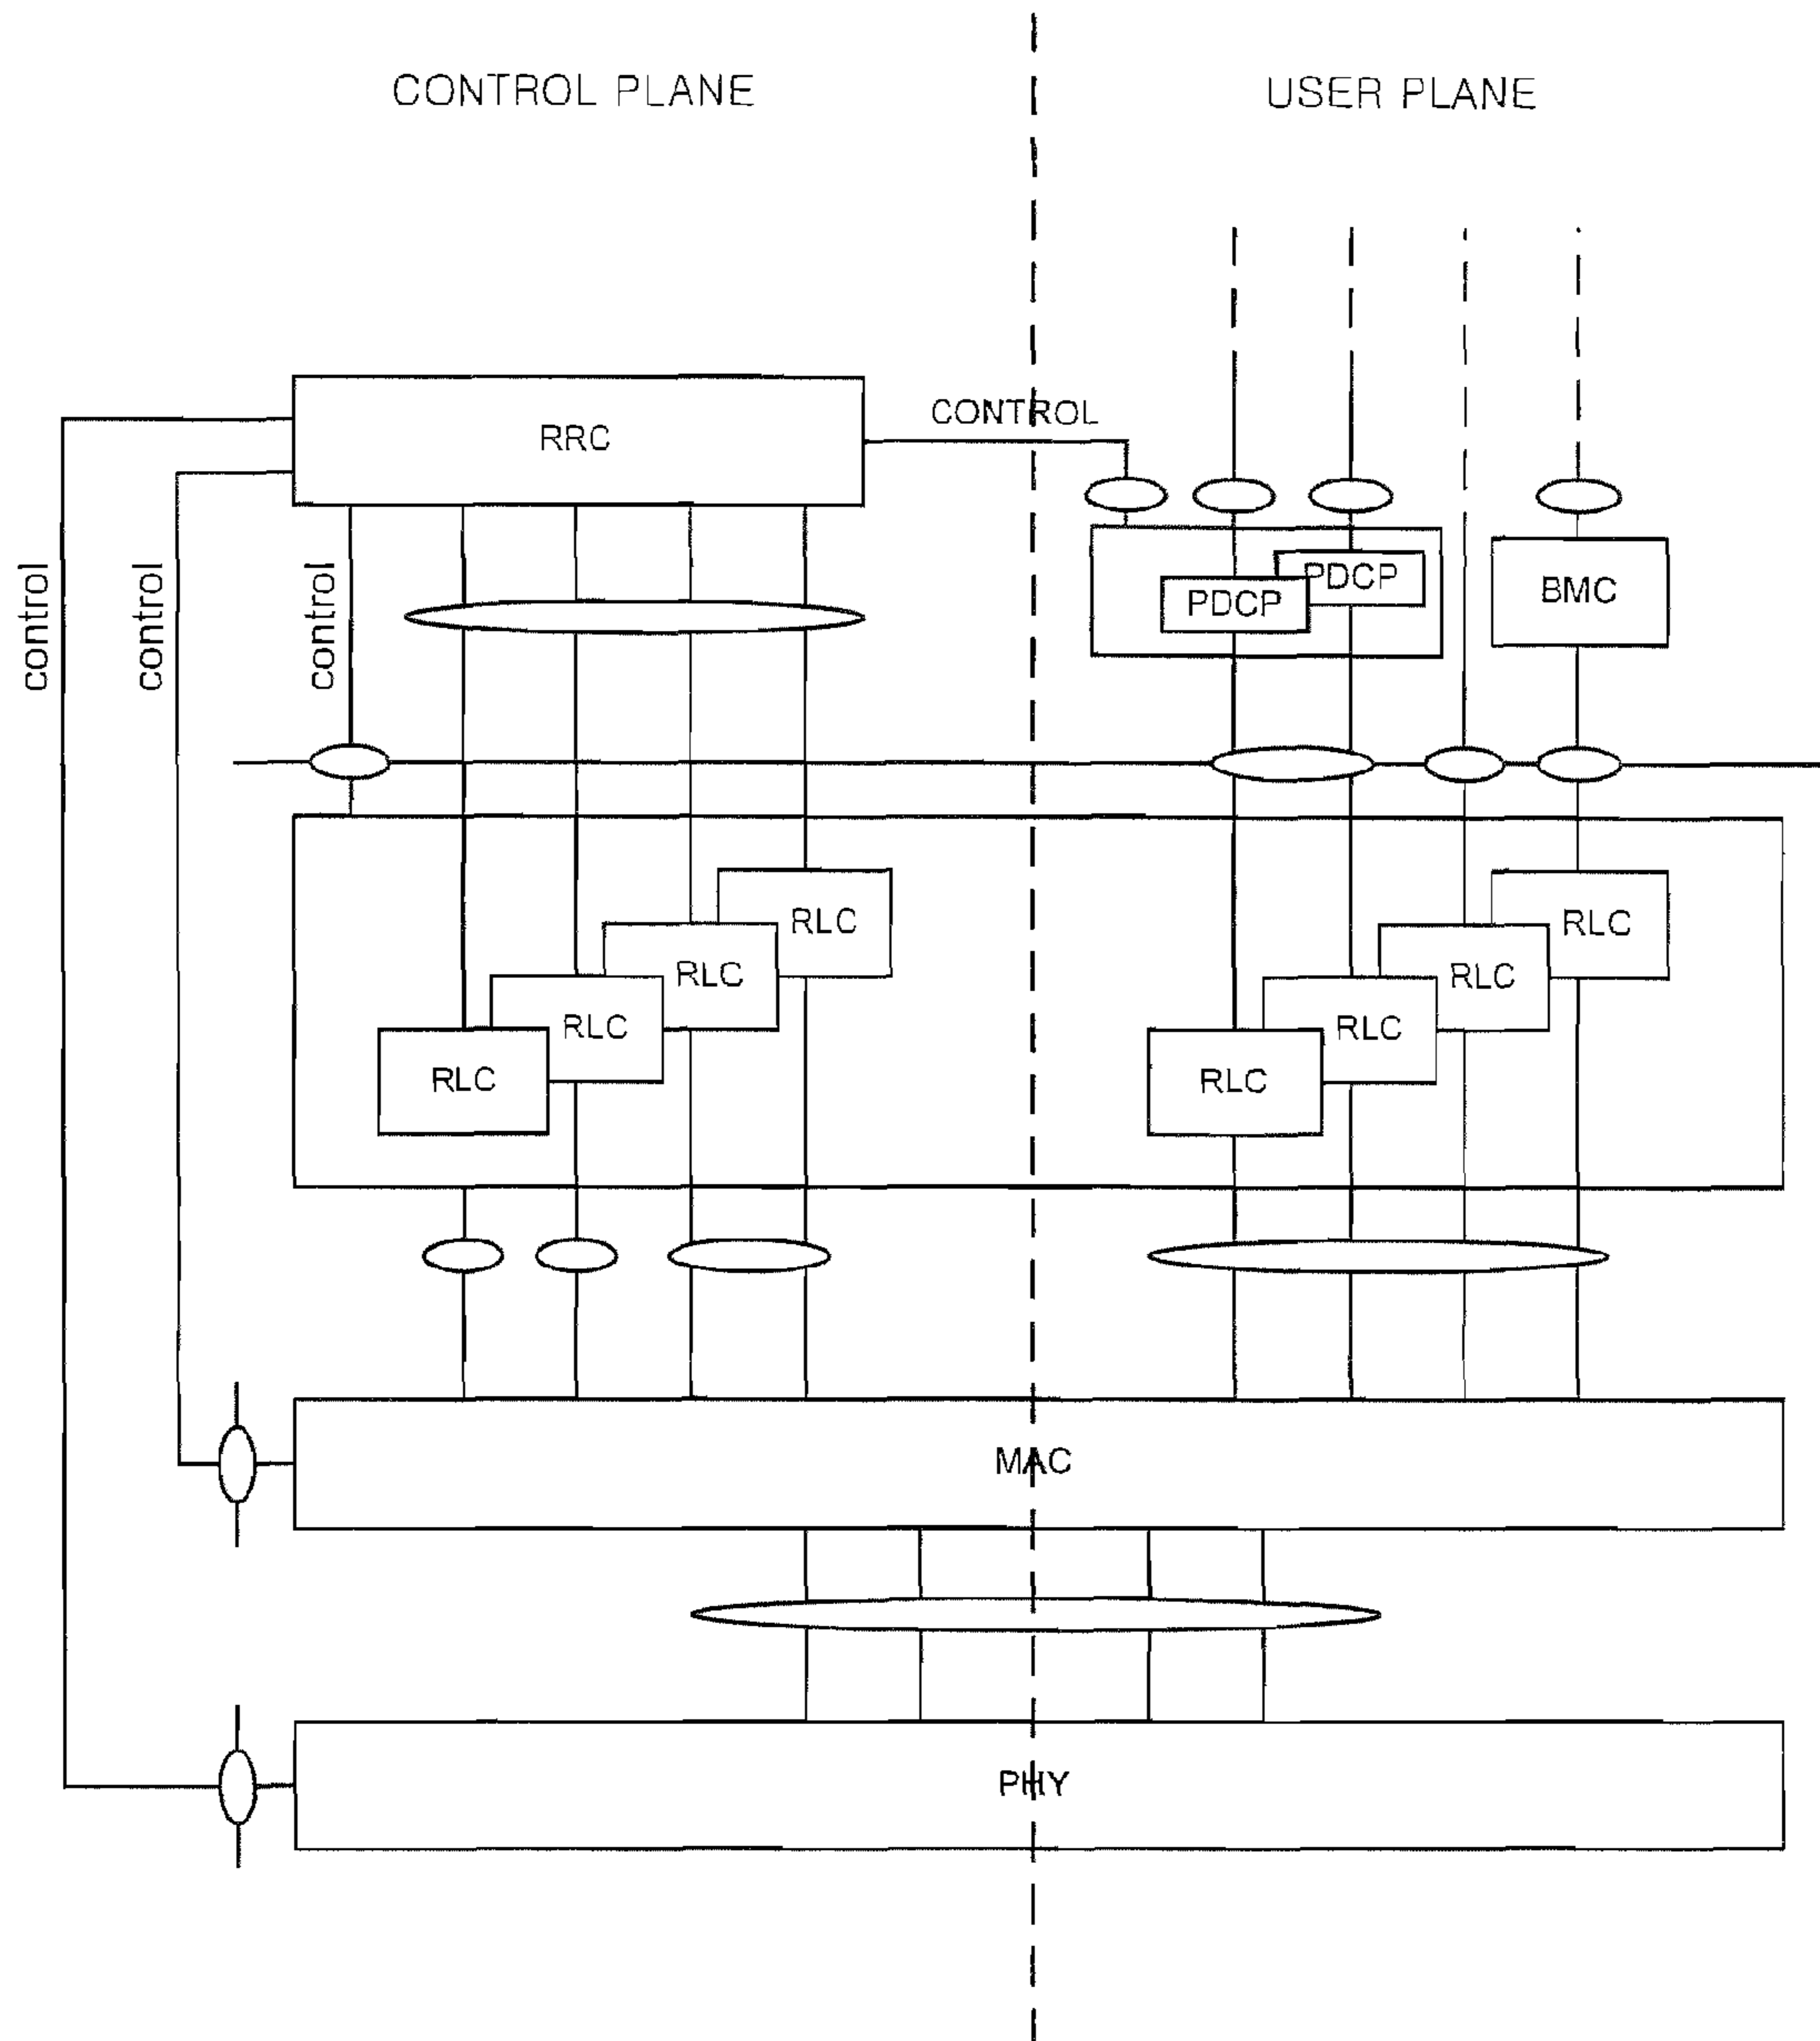 CONTROL PLANE
USER PLANE
RRC
CONTROL
control
control
control
PDCP
PDCP
BMC
RLC
RLC
RLC
RLC
RLC
RLC
RLC
RLC
MAC
PHY